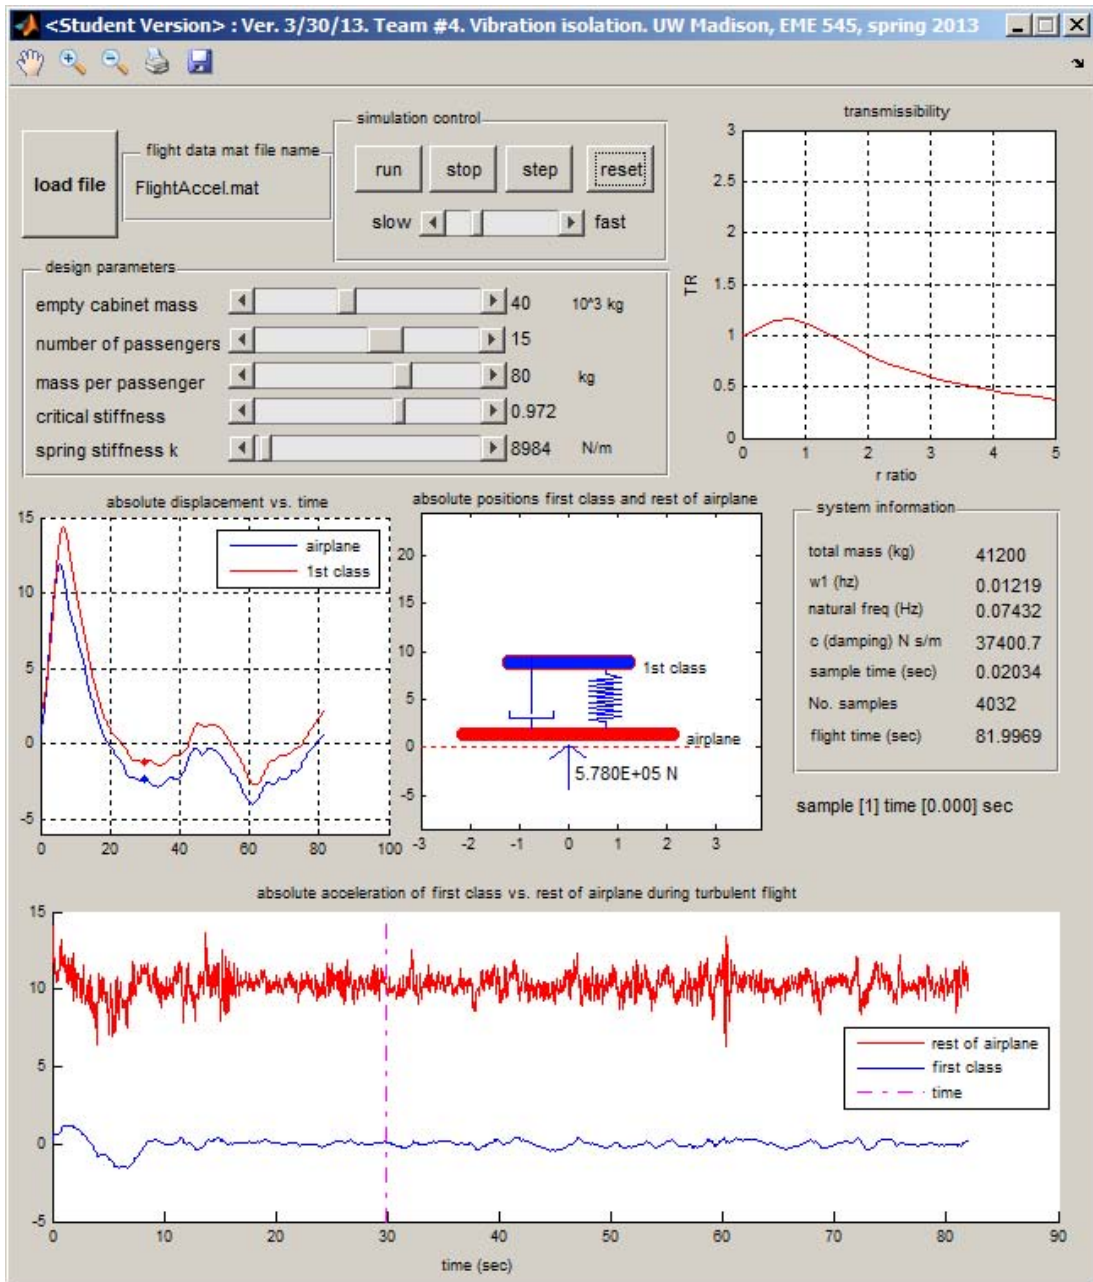 <Student Version> : Ver. 3/30/13. Team #4. Vibration isolation. UW Madison, EME 545, spring 2013
load file
flight data mat file name
FlightAccel.mat
simulation control
run stop step reset
slow fast
design parameters
empty cabinet mass 40 10^3 kg
number of passengers 15
mass per passenger 80 kg
critical stiffness 0.972
spring stiffness k 8984 N/m
transmissibility
3
2.5
2
1.5
1
0.5
0
TR
0 1 2 3 4 5
r ratio
absolute displacement vs. time
15
10
5
0
-5
airplane
1st class
0 20 40 60 80 100
absolute positions first class and rest of airplane
20
15
10
5
0
-5
1st class
airplane
5.780E+05 N
-3 -2 -1 0 1 2 3
system information
total mass (kg) 41200
w1 (hz) 0.01219
natural freq (Hz) 0.07432
c (damping) N s/m 37400.7
sample time (sec) 0.02034
No. samples 4032
flight time (sec) 81.9969
sample [1] time [0.000] sec
absolute acceleration of first class vs. rest of airplane during turbulent flight
15
10
5
0
-5
rest of airplane
first class
time
0 10 20 30 40 50 60 70 80 90
time (sec)